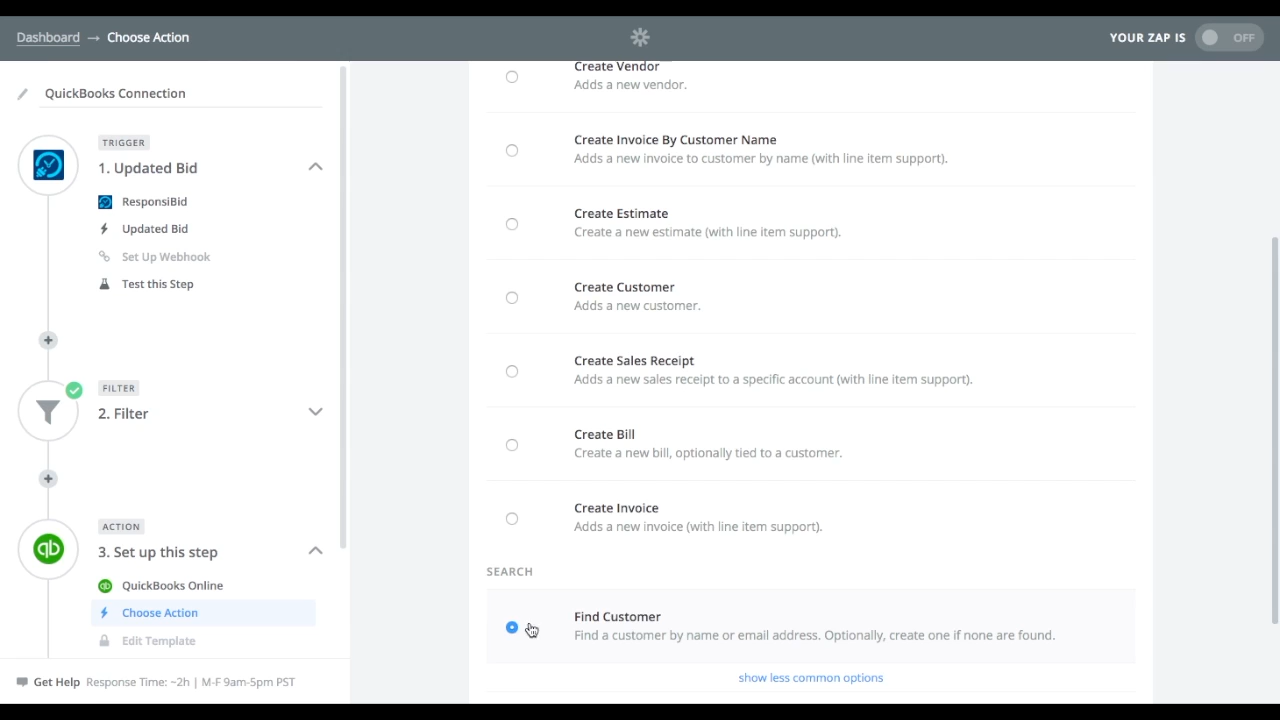 Dashboard → Choose Action
YOUR ZAP IS OFF
QuickBooks Connection
TRIGGER
1. Updated Bid
ResponsiBid
Updated Bid
Set Up Webhook
Test this Step
FILTER
2. Filter
ACTION
3. Set up this step
qb
QuickBooks Online
Choose Action
Edit Template
Get Help Response Time: ~2h | M-F 9am-5pm PST
Create Vendor
Adds a new vendor.
Create Invoice By Customer Name
Adds a new invoice to customer by name (with line item support).
Create Estimate
Create a new estimate (with line item support).
Create Customer
Adds a new customer.
Create Sales Receipt
Adds a new sales receipt to a specific account (with line item support).
Create Bill
Create a new bill, optionally tied to a customer.
Create Invoice
Adds a new invoice (with line item support).
SEARCH
Find Customer
Find a customer by name or email address. Optionally, create one if none are found.
show less common options